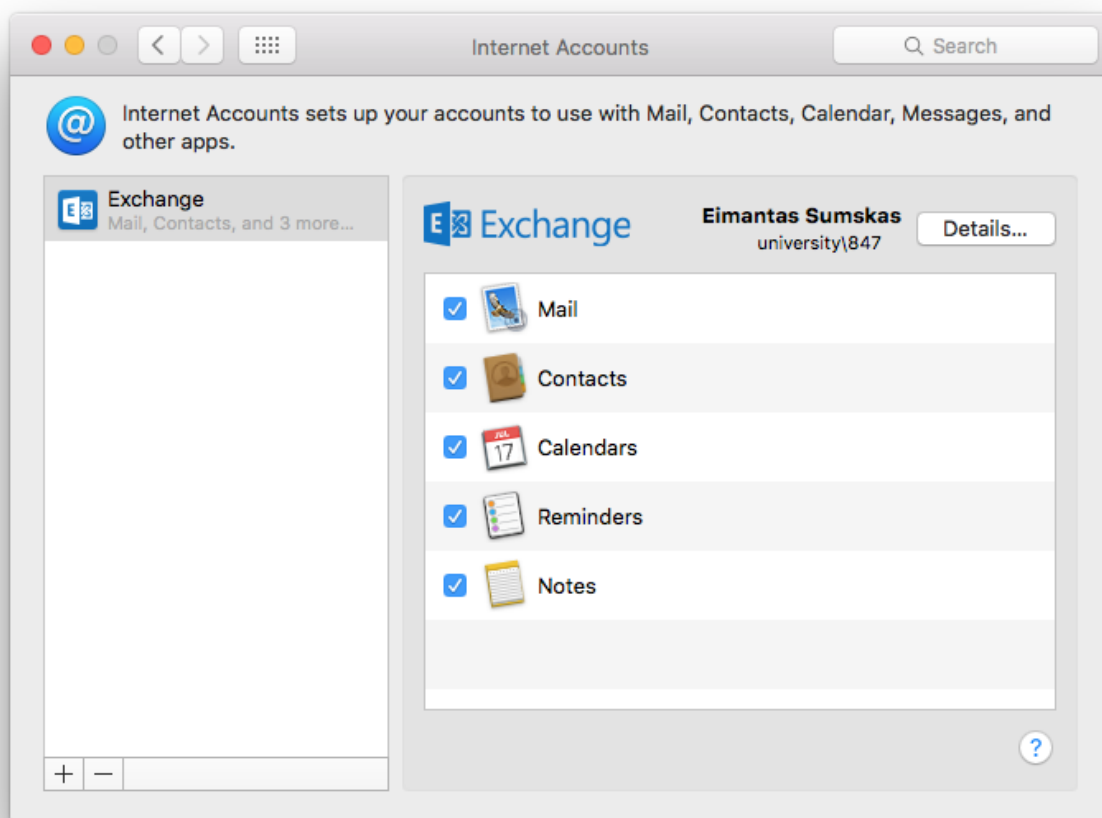 Internet Accounts
Search
Internet Accounts sets up your accounts to use with Mail, Contacts, Calendar, Messages, and
other apps.
Exchange
Mail, Contacts, and 3 more...
E Exchange
Eimantas Sumskas
university\847
Details...
Mail
Contacts
JUL
17
Calendars
Reminders
Notes
?
+ −